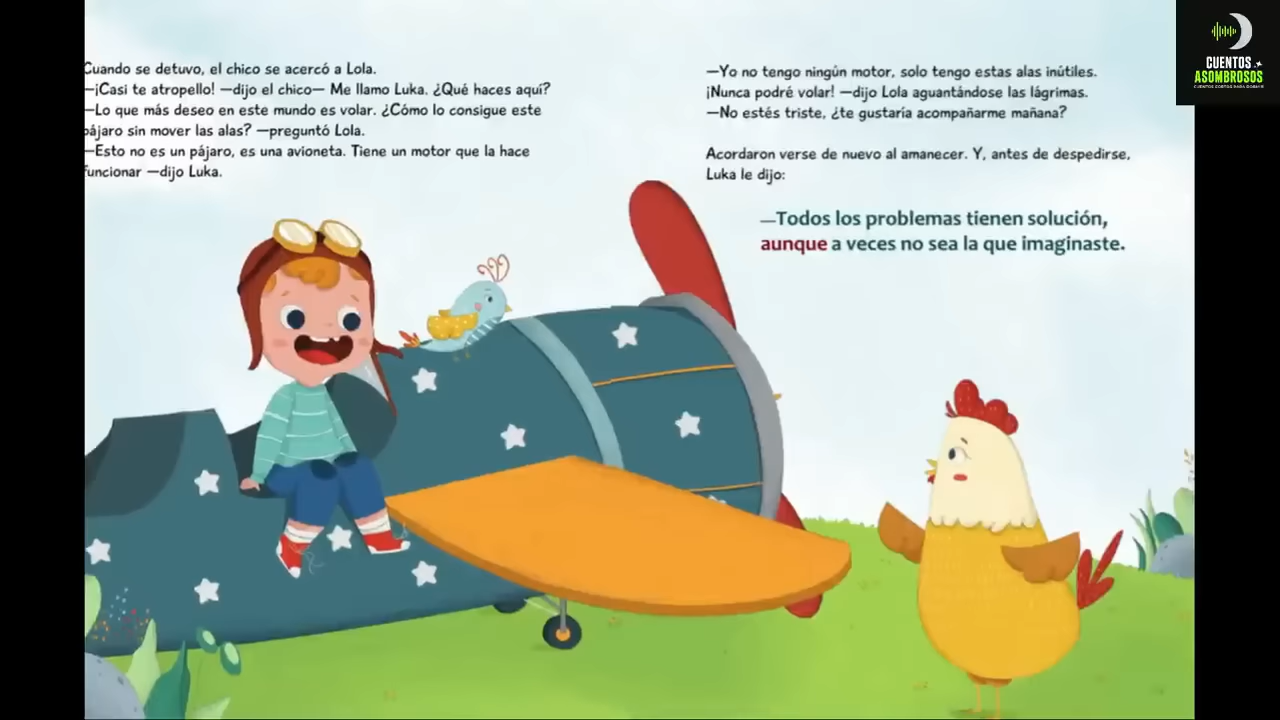 Cuando se detuvo, el chico se acercó a Lola.
—¡Casi te atropello! —dijo el chico— Me llamo Luka. ¿Qué haces aquí?
—Lo que más deseo en este mundo es volar. ¿Cómo lo consigue este
pájaro sin mover las alas? —preguntó Lola.
—Esto no es un pájaro, es una avioneta. Tiene un motor que la hace
funcionar —dijo Luka.
—Yo no tengo ningún motor, solo tengo estas alas inútiles.
¡Nunca podré volar! —dijo Lola aguantándose las lágrimas.
—No estés triste, ¿te gustaría acompañarme mañana?
Acordaron verse de nuevo al amanecer. Y, antes de despedirse,
Luka le dijo:
—Todos los problemas tienen solución,
aunque a veces no sea la que imaginaste.
CUENTOS
ASOMBROSOS
CUENTOS CORTOS PARA DORMIR